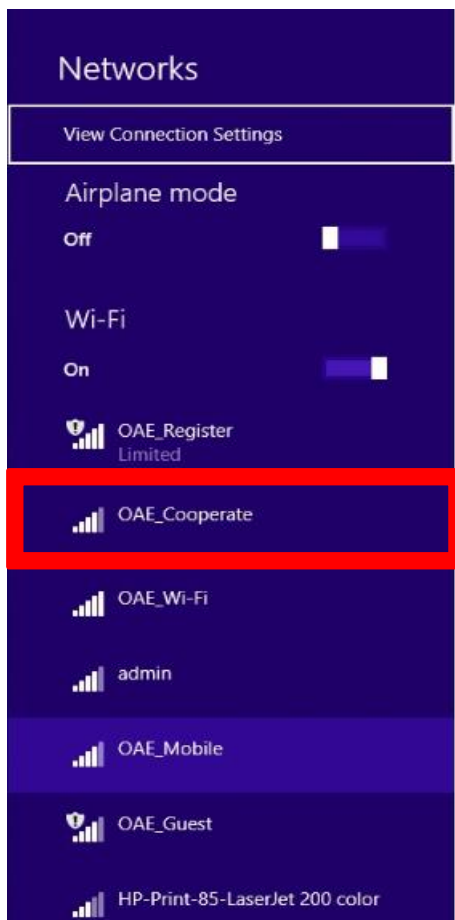 Networks
View Connection Settings
Airplane mode
Off
Wi-Fi
On
OAE_Register
Limited
OAE_Cooperate
OAE_Wi-Fi
admin
OAE_Mobile
OAE_Guest
HP-Print-85-LaserJet 200 color